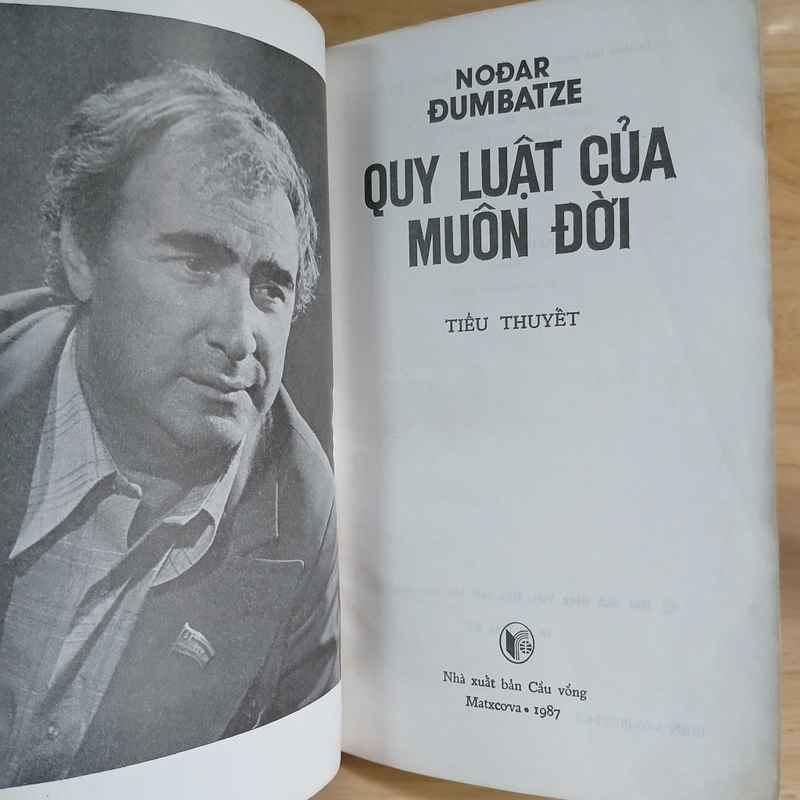 NOĐAR
ĐUMBATZE
QUY LUẬT CỦA
MUÔN ĐỜI
TIỂU THUYẾT
Nhà xuất bản Cầu vồng
Matxcơva • 1987